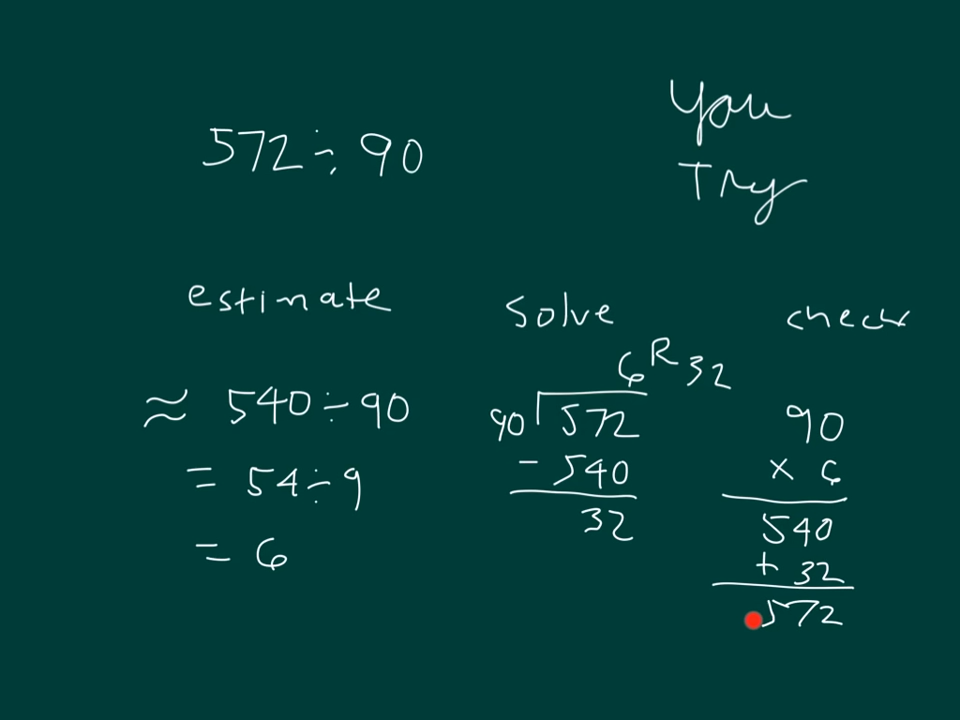 You
Try
572 ÷ 90
estimate
≈ 540 ÷ 90
= 54 ÷ 9
= 6
solve
6 R 32
90 572
- 540
32
check
90
x 6
540
+ 32
572